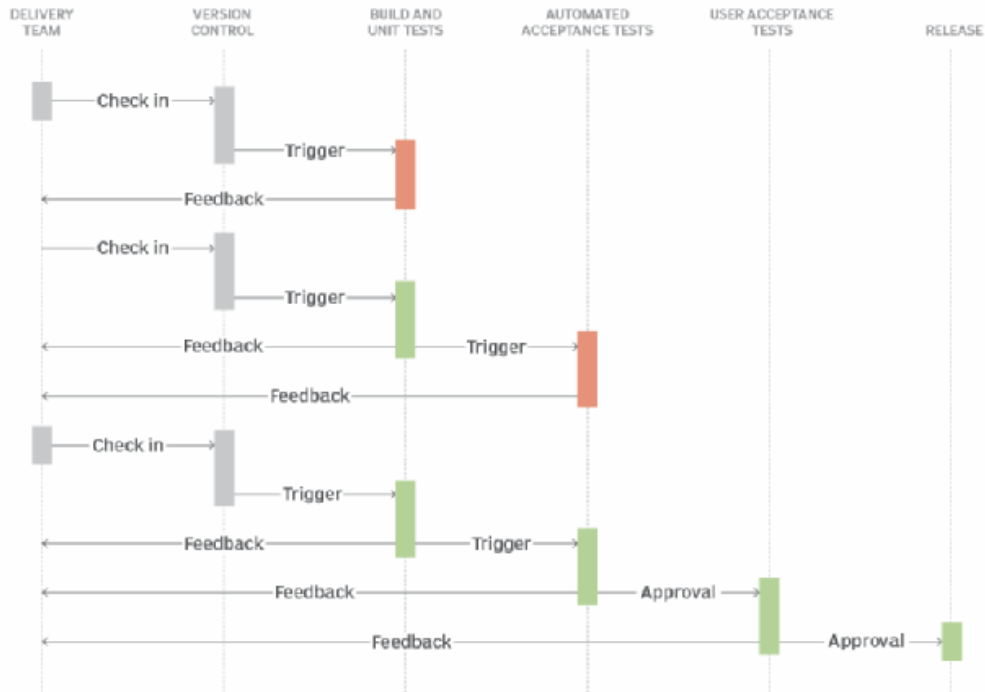 DELIVERY
TEAM
VERSION
CONTROL
BUILD AND
UNIT TESTS
AUTOMATED
ACCEPTANCE TESTS
USER ACCEPTANCE
TESTS
RELEASE
Check in
Trigger
Feedback
Check in
Trigger
Feedback
Trigger
Feedback
Check in
Trigger
Feedback
Trigger
Feedback
Approval
Feedback
Approval